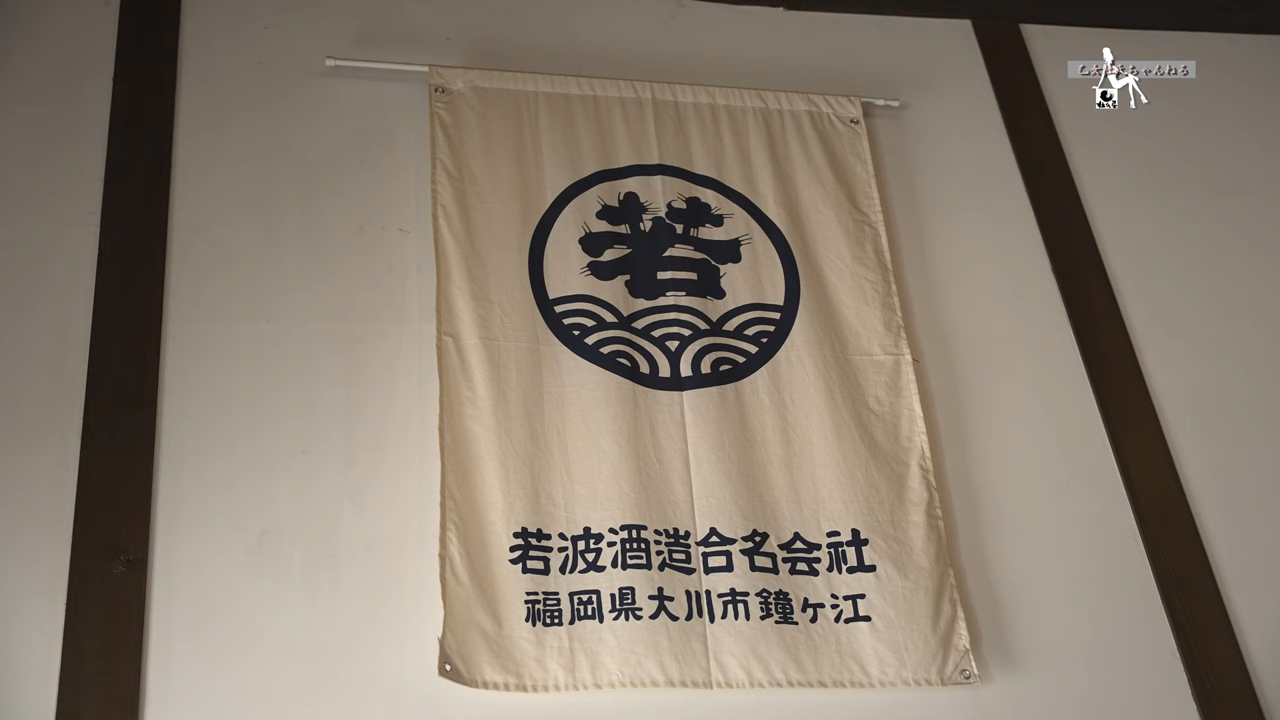 若
若波酒造合名会社
福岡県大川市鐘ヶ江